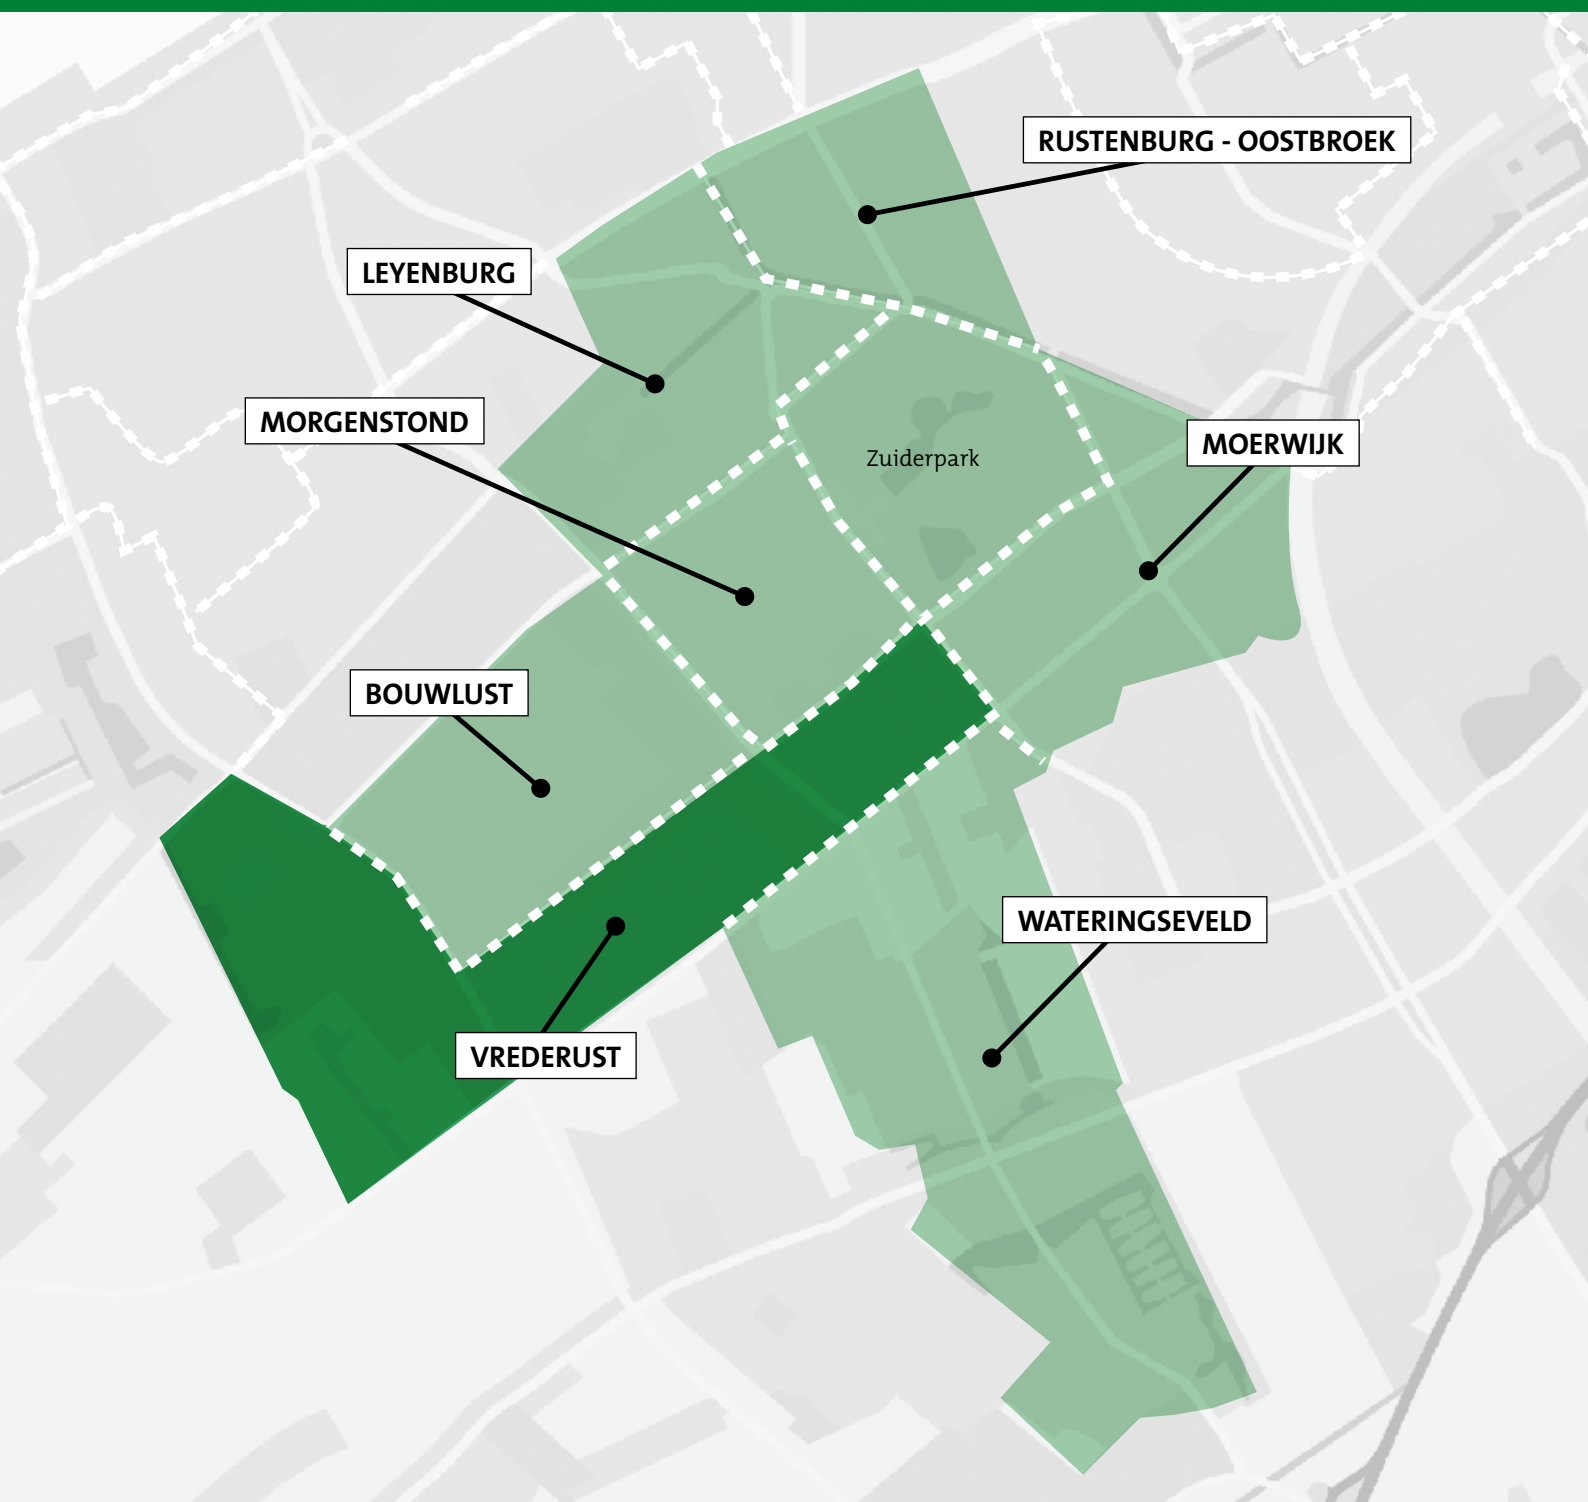 RUSTENBURG - OOSTBROEK
LEYENBURG
MORGENSTOND
MOERWIJK
Zuiderpark
BOUWLUST
WATERINGSEVELD
VREDERUST